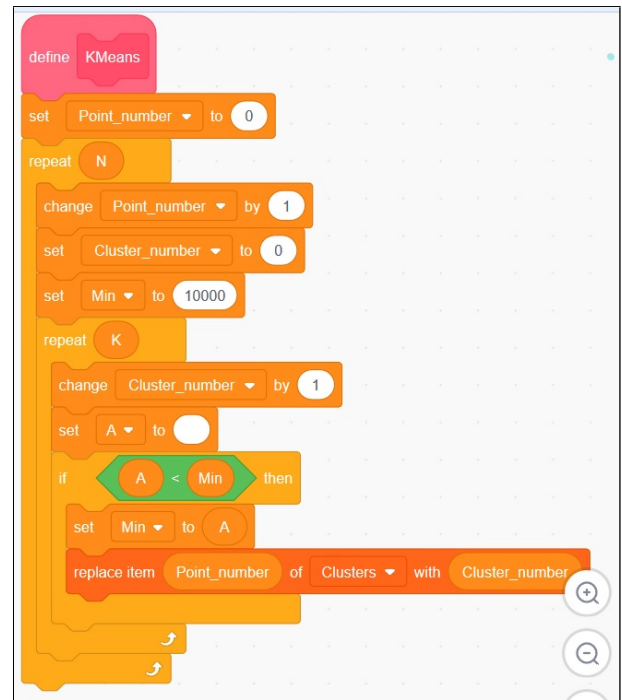 define KMeans
set Point_number to 0
repeat N
change Point_number by 1
set Cluster_number to 0
set Min to 10000
repeat K
change Cluster_number by 1
set A to
if A < Min then
set Min to A
replace item Point_number of Clusters with Cluster_number